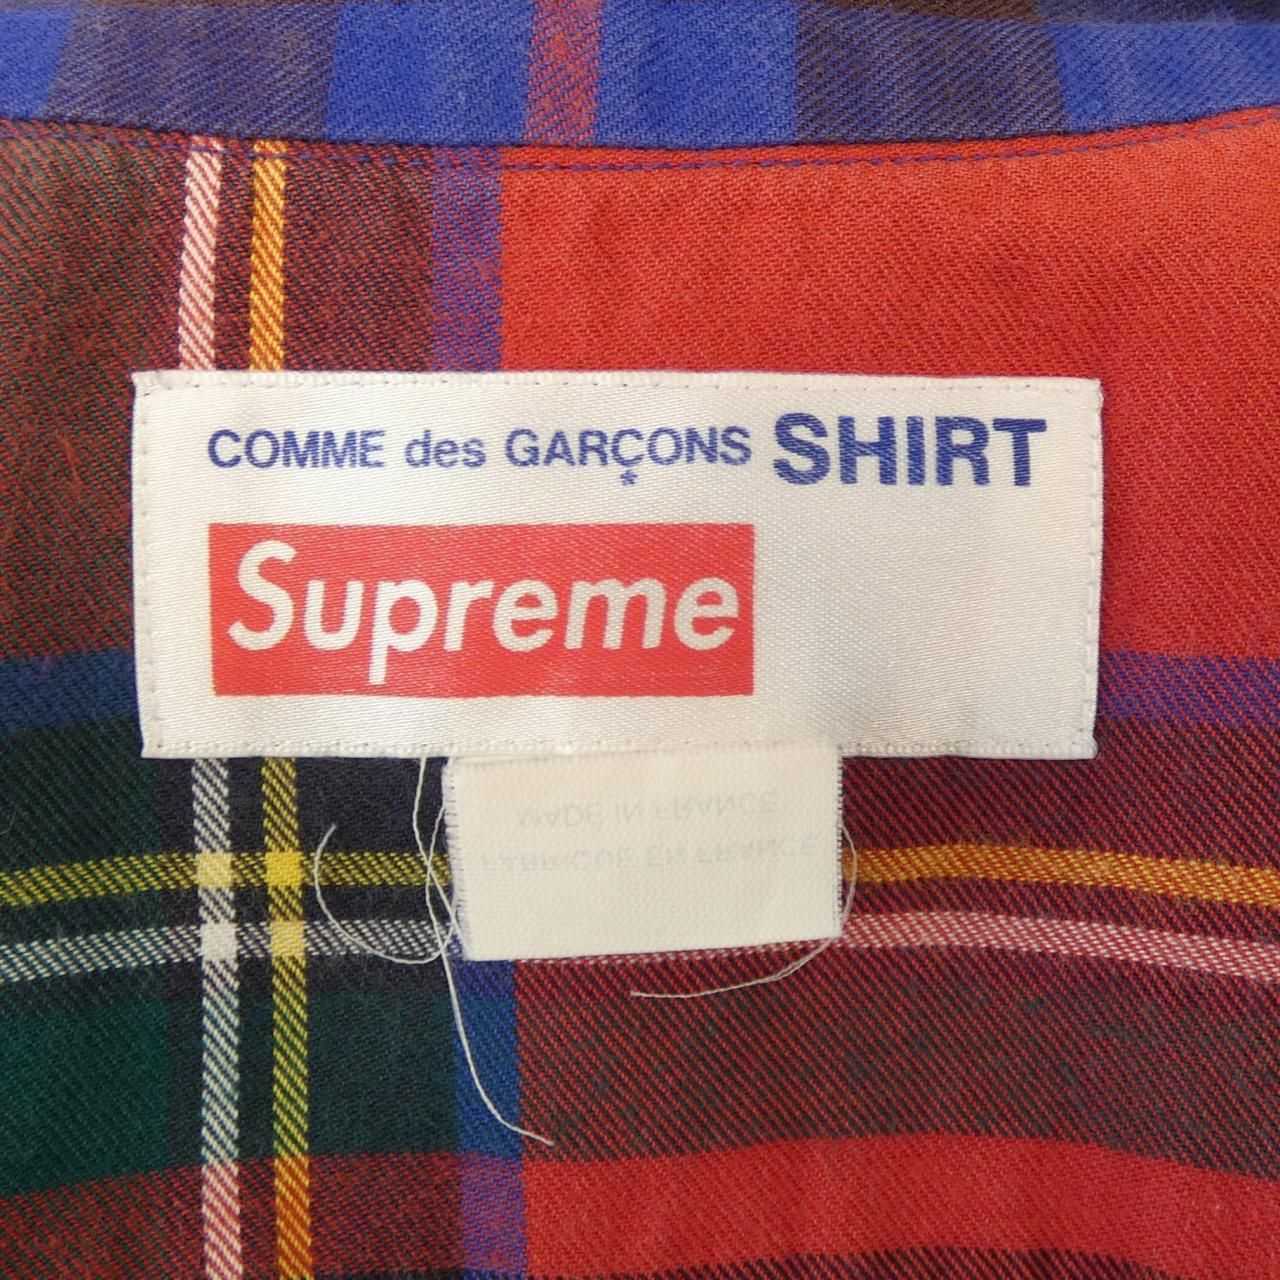 COMME des GARÇONS SHIRT
Supreme
MADE IN FRANCE
FABRIQUE EN FRANCE